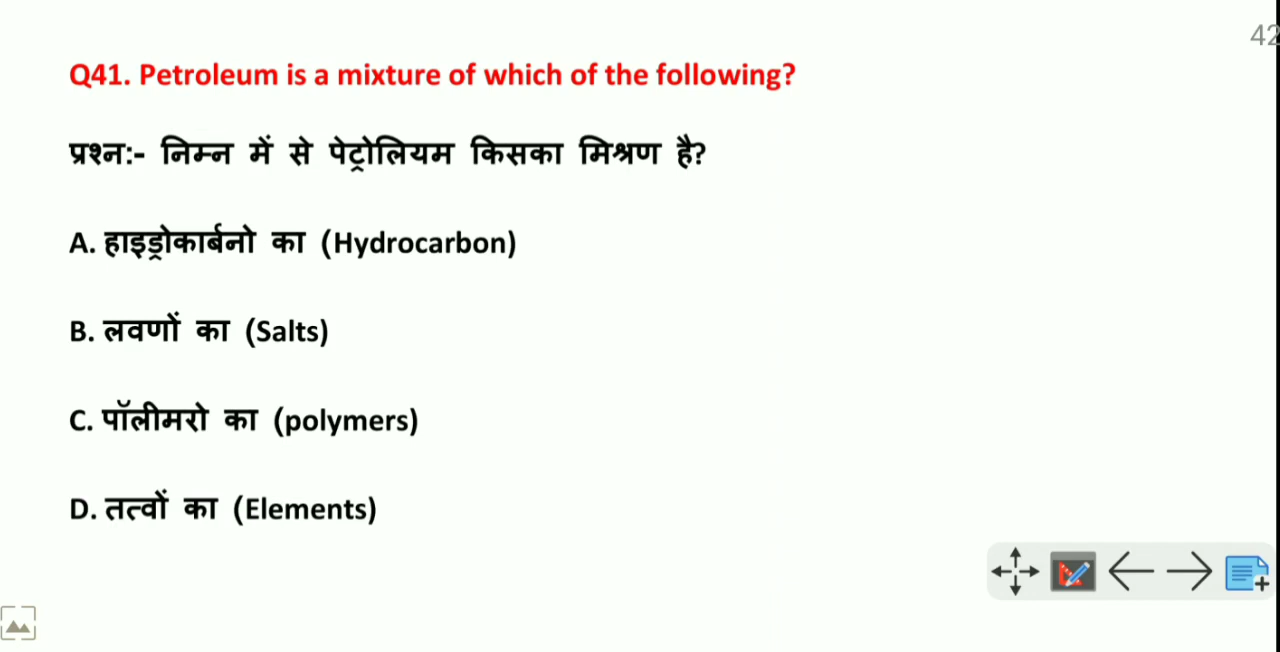 42
Q41. Petroleum is a mixture of which of the following?
प्रश्न:- निम्न में से पेट्रोलियम किसका मिश्रण है?
A. हाइड्रोकार्बनो का (Hydrocarbon)
B. लवणों का (Salts)
C. पॉलीमरो का (polymers)
D. तत्वों का (Elements)